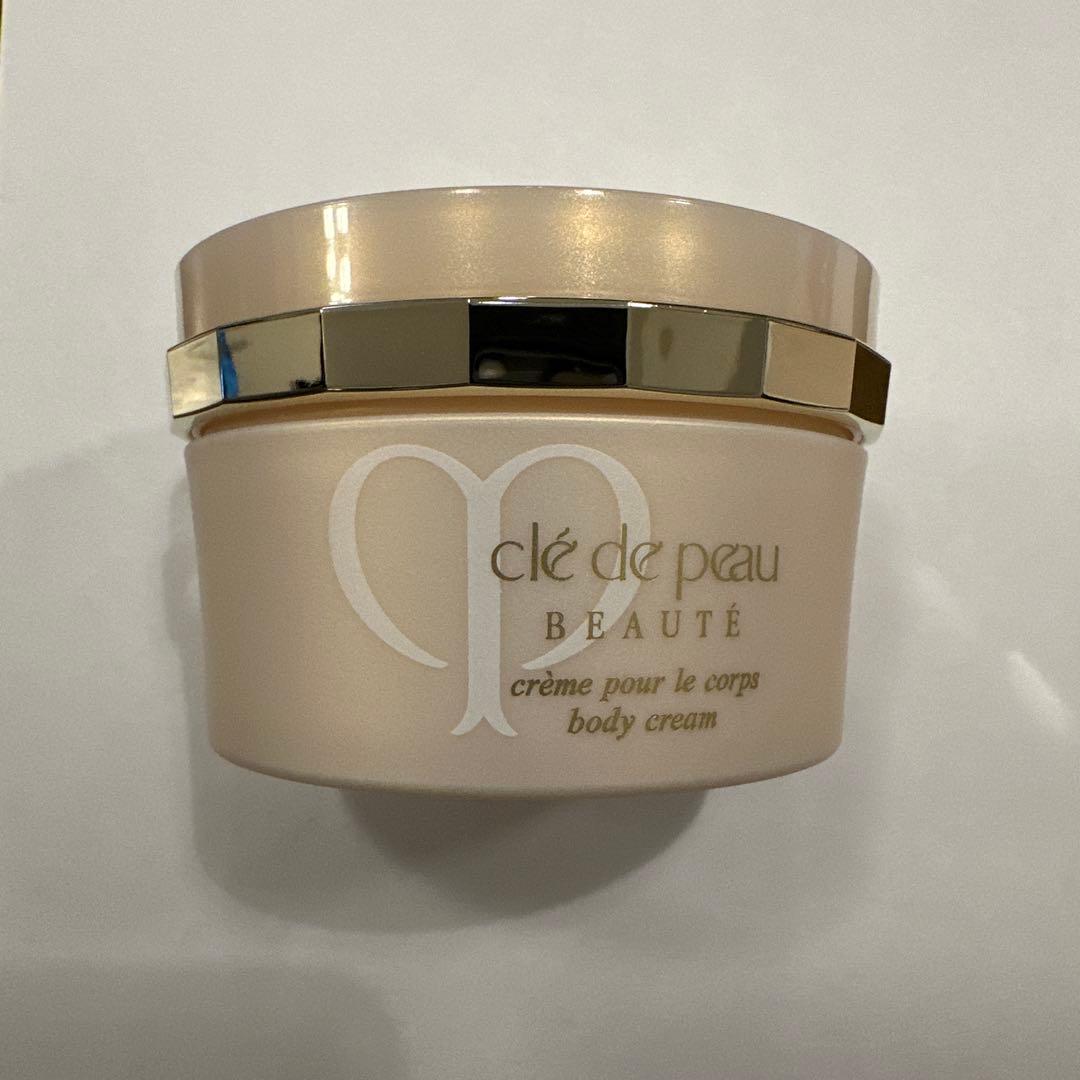 clé de peau
BEAUTÉ
crème pour le corps
body cream